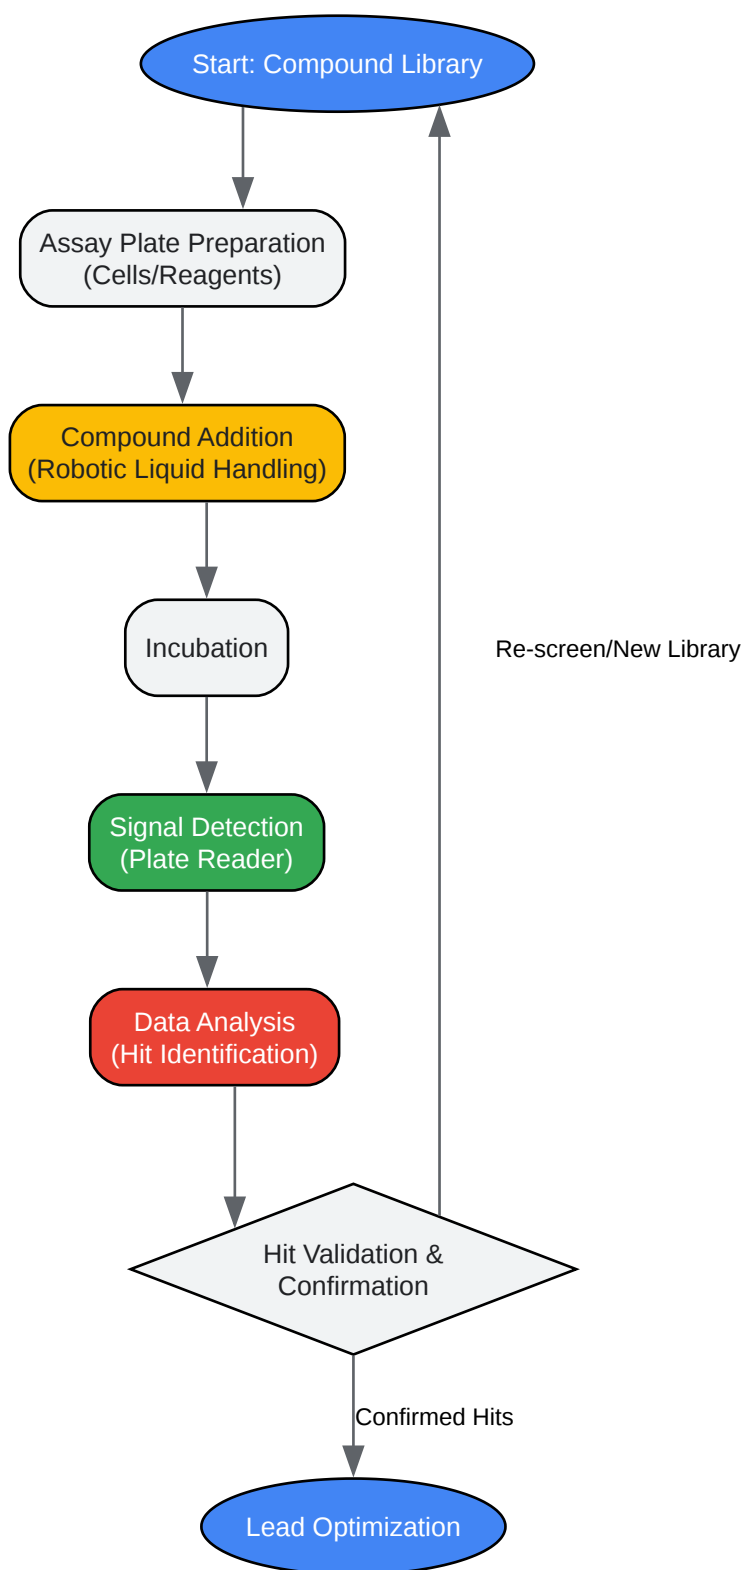 Start: Compound Library
Assay Plate Preparation
(Cells/Reagents)
Compound Addition
(Robotic Liquid Handling)
Incubation
Re-screen/New Library
Signal Detection
(Plate Reader)
Data Analysis
(Hit Identification)
Hit Validation &
Confirmation
Confirmed Hits
Lead Optimization